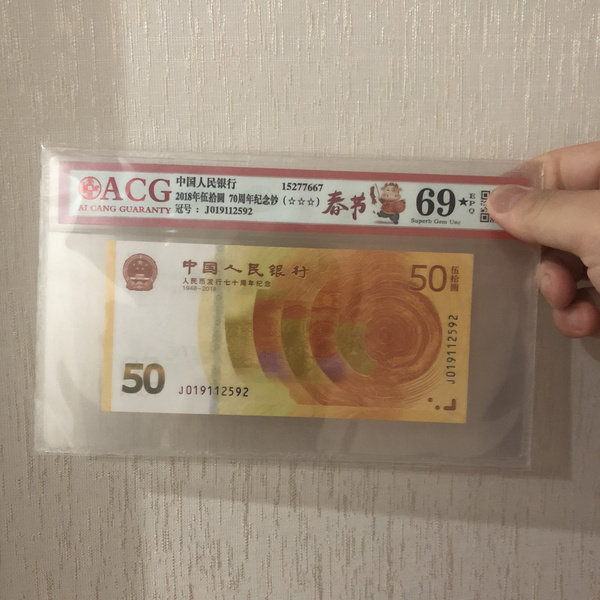 ACG
AI CANG GUARANTY
中国人民银行 15277667
2018年伍拾圆 70周年纪念钞 (☆☆☆)
冠号: J019112592
春节
69★
EPQ
Superb Gem Unc
中国人民银行
人民币发行七十周年纪念
1948-2018
50
伍拾圆
J019112592
50
J019112592